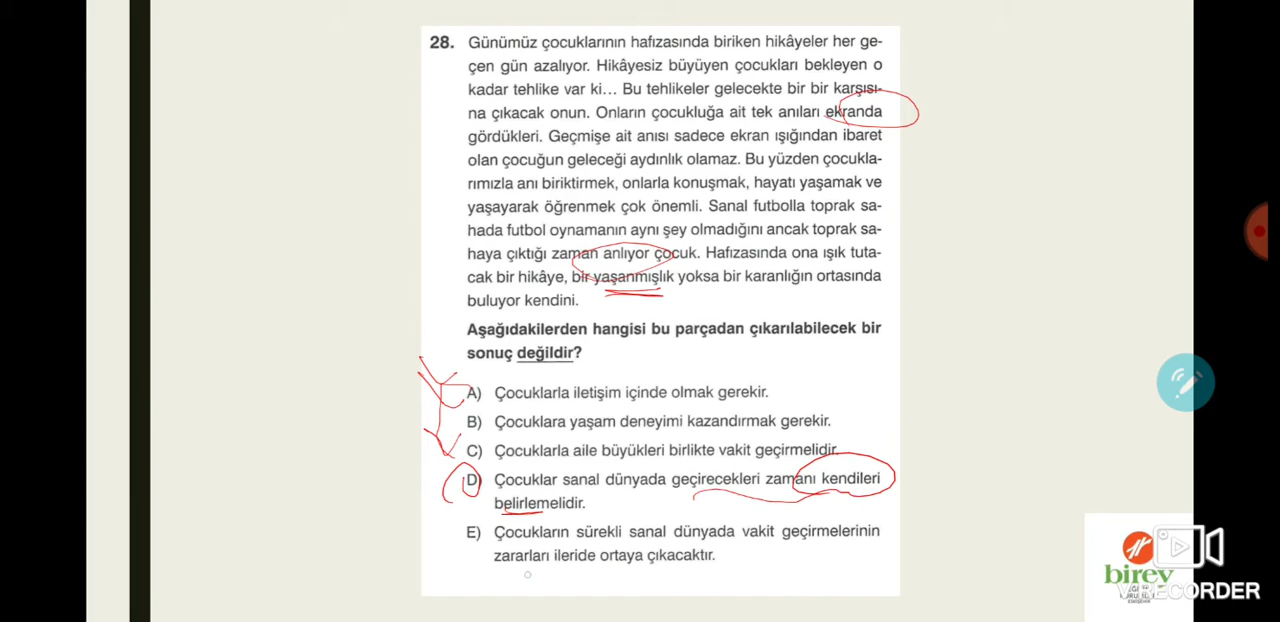 28. Günümüz çocuklarının hafızasında biriken hikâyeler her ge-
çen gün azalıyor. Hikâyesiz büyüyen çocukları bekleyen o
kadar tehlike var ki... Bu tehlikeler gelecekte bir bir karşısı-
na çıkacak onun. Onların çocukluğa ait tek anıları ekranda
gördükleri. Geçmişe ait anısı sadece ekran ışığından ibaret
olan çocuğun geleceği aydınlık olamaz. Bu yüzden çocukla-
rımızla anı biriktirmek, onlarla konuşmak, hayatı yaşamak ve
yaşayarak öğrenmek çok önemli. Sanal futbolla toprak sa-
hada futbol oynamanın aynı şey olmadığını ancak toprak sa-
haya çıktığı zaman anlıyor çocuk. Hafızasında ona ışık tuta-
cak bir hikâye, bir yaşanmışlık yoksa bir karanlığın ortasında
buluyor kendini.
Aşağıdakilerden hangisi bu parçadan çıkarılabilecek bir
sonuç değildir?
A) Çocuklarla iletişim içinde olmak gerekir.
B) Çocuklara yaşam deneyimi kazandırmak gerekir.
C) Çocuklarla aile büyükleri birlikte vakit geçirmelidir.
D) Çocuklar sanal dünyada geçirecekleri zamanı kendileri
belirlemelidir.
E) Çocukların sürekli sanal dünyada vakit geçirmelerinin
zararları ileride ortaya çıkacaktır.
birey
RECORDER